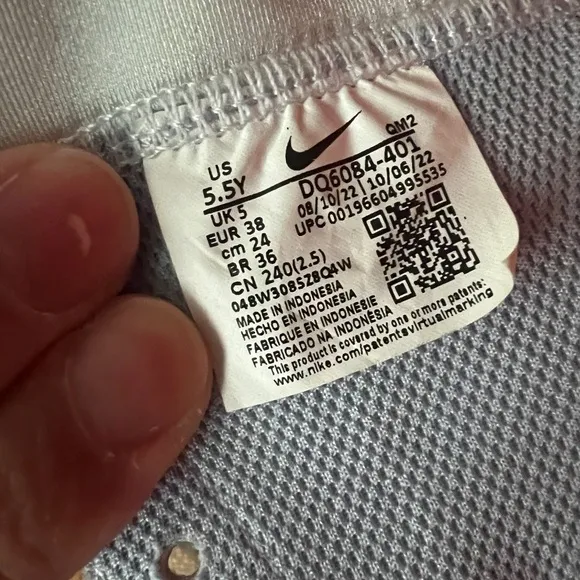 QM2
US
5.5Y
DQ6084-401
UK 5
08/10/22 | 10/06/22
EUR 38
UPC 00196604995535
cm 24
BR 36
CN 240(2.5)
048W3085Z8Q4W
MADE IN INDONESIA
HECHO EN INDONESIA
FABRIQUE EN INDONESIE
FABRICADO NA INDONÉSIA
This product is covered by one or more patents:
www.nike.com/patentsvirtualmarking